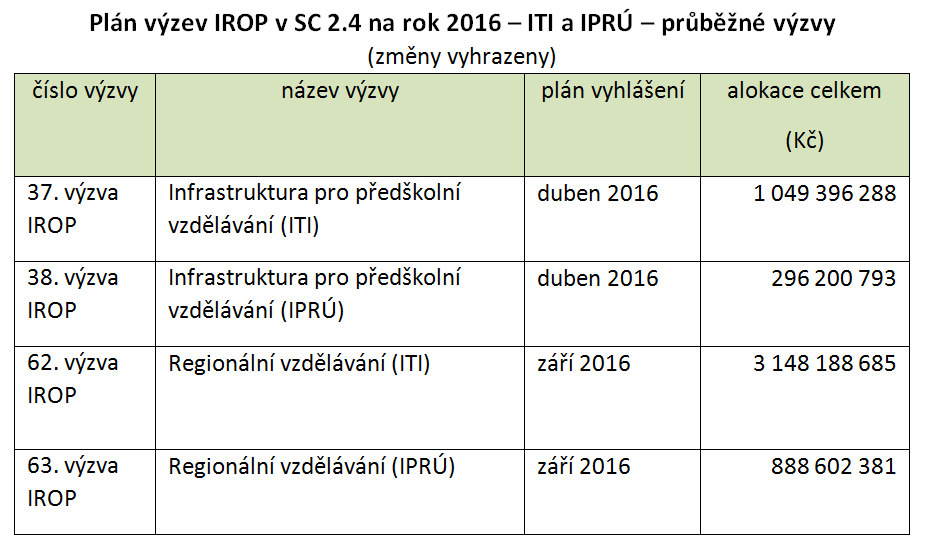 Plán výzev IROP v SC 2.4 na rok 2016 – ITI a IPRÚ – průběžné výzvy
(změny vyhrazeny)
číslo výzvy název výzvy plán vyhlášení alokace celkem
(Kč)
37. výzva Infrastruktura pro předškolní duben 2016 1 049 396 288
IROP vzdělávání (ITI)
38. výzva Infrastruktura pro předškolní duben 2016 296 200 793
IROP vzdělávání (IPRÚ)
62. výzva Regionální vzdělávání (ITI) září 2016 3 148 188 685
IROP
63. výzva Regionální vzdělávání (IPRÚ) září 2016 888 602 381
IROP